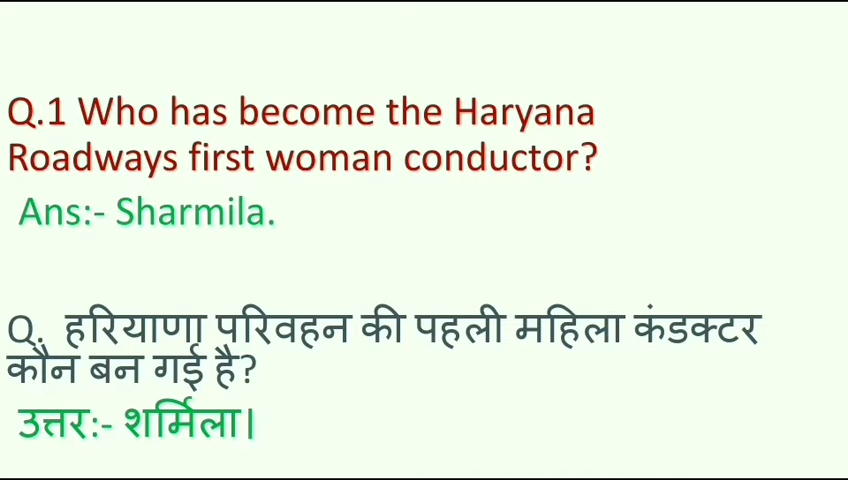 Q.1 Who has become the Haryana
Roadways first woman conductor?
Ans:- Sharmila.
Q. हरियाणा परिवहन की पहली महिला कंडक्टर
कौन बन गई है?
उत्तर:- शर्मिला।